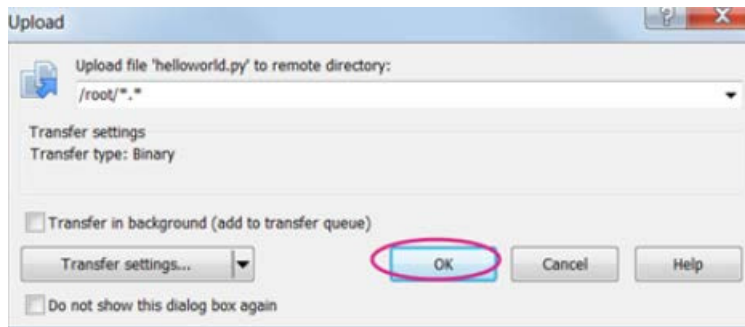 Upload
Upload file 'helloworld.py' to remote directory:
/root/*.*
Transfer settings
Transfer type: Binary
Transfer in background (add to transfer queue)
Transfer settings...
OK
Cancel
Help
Do not show this dialog box again